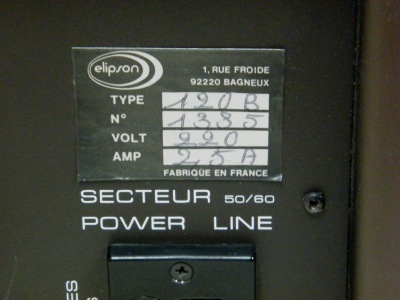 elipson
1, RUE FROIDE
92220 BAGNEUX
TYPE 120 B
N° 1335
VOLT 220
AMP 2,5 A
FABRIQUE EN FRANCE
SECTEUR 50/60
POWER LINE